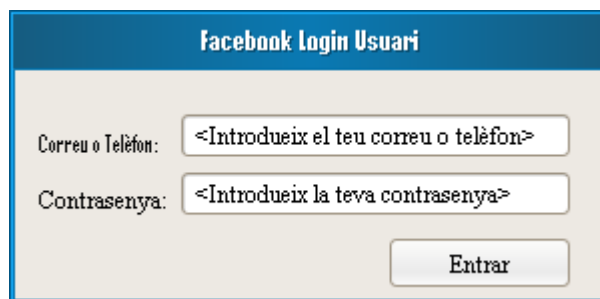 Facebook Login Usuari
Correu o Telèfon: <Introdueix el teu correu o telèfon>
Contrasenya: <Introdueix la teva contrasenya>
Entrar